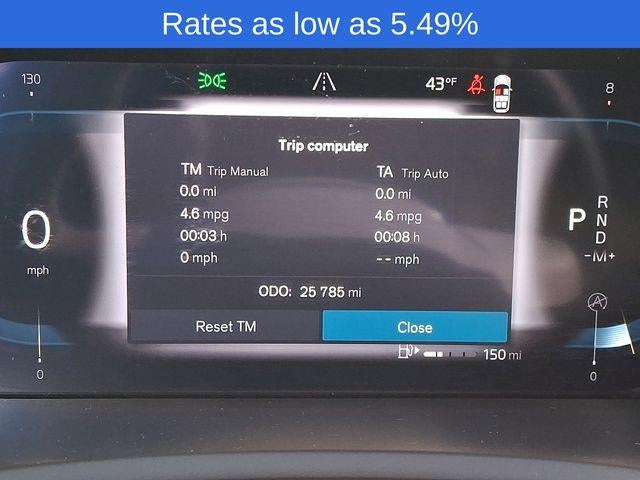 Rates as low as 5.49%
130
43°F
8
Trip computer
TM Trip Manual
TA Trip Auto
0.0 mi
0.0 mi
4.6 mpg
4.6 mpg
00:03 h
00:08 h
0 mph
-- mph
ODO: 25 785 mi
Reset TM
Close
0
mph
P
R
N
D
-M+
A
150 mi
0
0